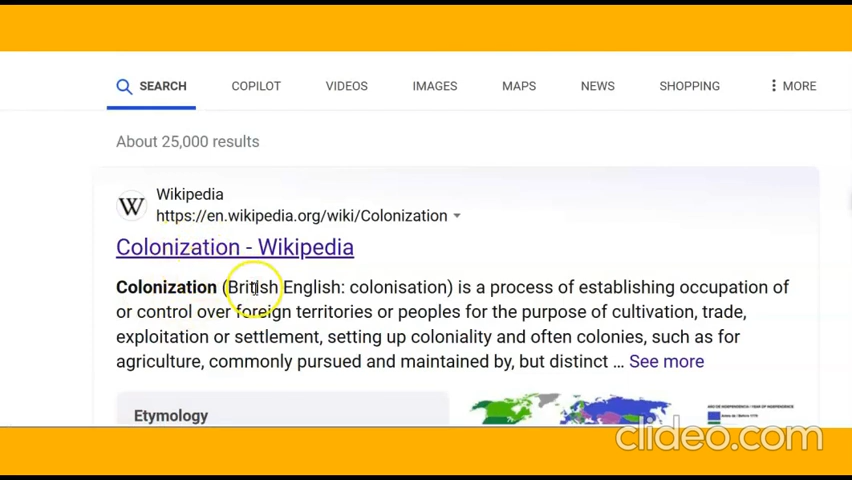 SEARCH COPILOT VIDEOS IMAGES MAPS NEWS SHOPPING MORE
About 25,000 results
W Wikipedia
https://en.wikipedia.org/wiki/Colonization
Colonization - Wikipedia
Colonization (British English: colonisation) is a process of establishing occupation of
or control over foreign territories or peoples for the purpose of cultivation, trade,
exploitation or settlement, setting up coloniality and often colonies, such as for
agriculture, commonly pursued and maintained by, but distinct ... See more
Etymology
clideo.com